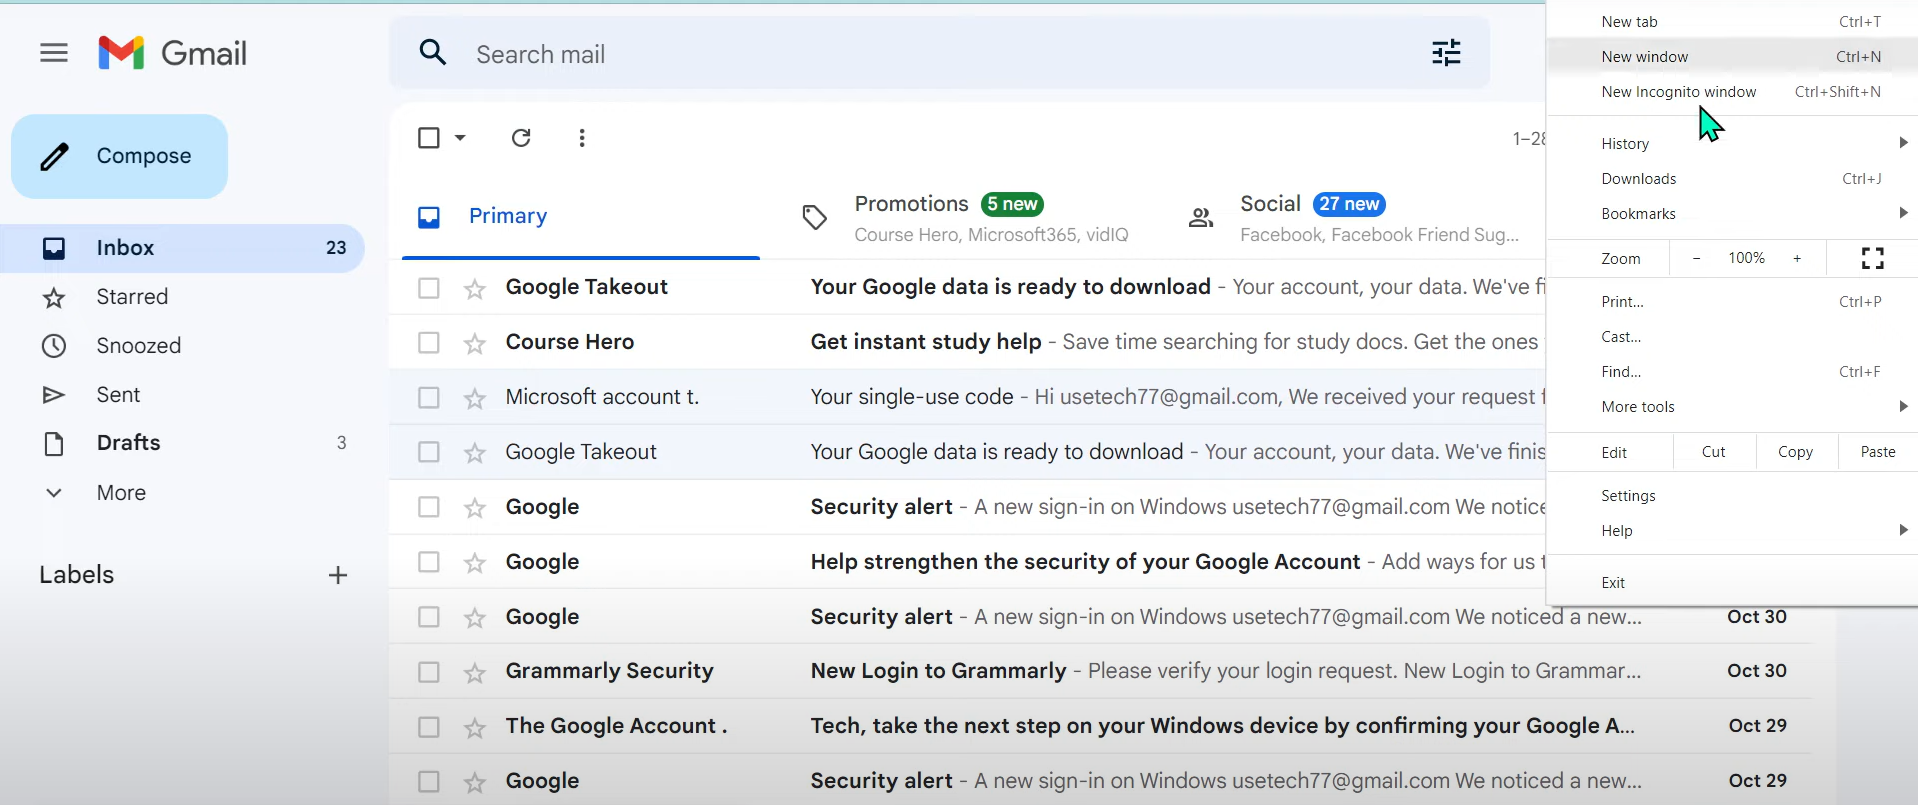 Gmail
Search mail
Compose
Inbox 23
Starred
Snoozed
Sent
Drafts 3
More
Labels
1–28
Primary
Promotions 5 new
Course Hero, Microsoft365, vidIQ
Social 27 new
Facebook, Facebook Friend Sug...
Google Takeout Your Google data is ready to download - Your account, your data. We've
Course Hero Get instant study help - Save time searching for study docs. Get the ones
Microsoft account t. Your single-use code - Hi usetech77@gmail.com, We received your request
Google Takeout Your Google data is ready to download - Your account, your data. We've finis
Google Security alert - A new sign-in on Windows usetech77@gmail.com We notice
Google Help strengthen the security of your Google Account - Add ways for us
Google Security alert - A new sign-in on Windows usetech77@gmail.com We noticed a new... Oct 30
Grammarly Security New Login to Grammarly - Please verify your login request. New Login to Grammar... Oct 30
The Google Account . Tech, take the next step on your Windows device by confirming your Google A... Oct 29
Google Security alert - A new sign-in on Windows usetech77@gmail.com We noticed a new... Oct 29
New tab Ctrl+T
New window Ctrl+N
New Incognito window Ctrl+Shift+N
History
Downloads Ctrl+J
Bookmarks
Zoom - 100% +
Print... Ctrl+P
Cast...
Find... Ctrl+F
More tools
Edit Cut Copy Paste
Settings
Help
Exit